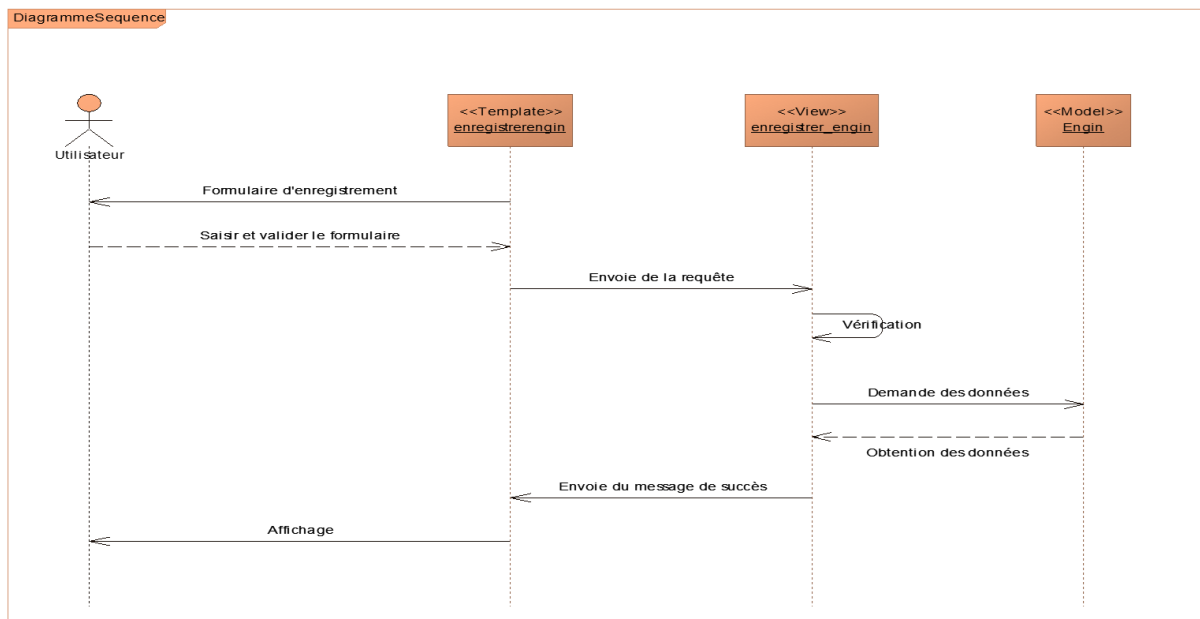 DiagrammeSequence
<<Template>>
enregistrerengin
<<View>>
enregistrer_engin
<<Model>>
Engin
Utilisateur
Formulaire d'enregistrement
Saisir et valider le formulaire
Envoie de la requête
Vérification
Demande des données
Obtention des données
Envoie du message de succès
Affichage